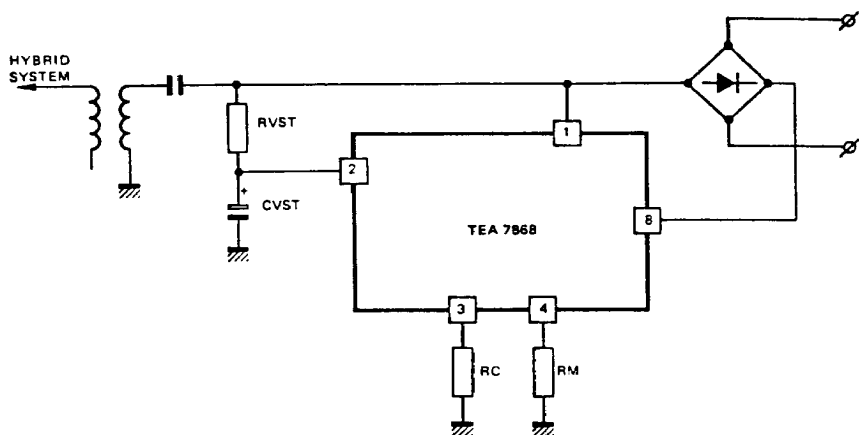 HYBRID
SYSTEM
RVST
+
CVST
1
2
8
TEA 7868
3
4
RC
RM